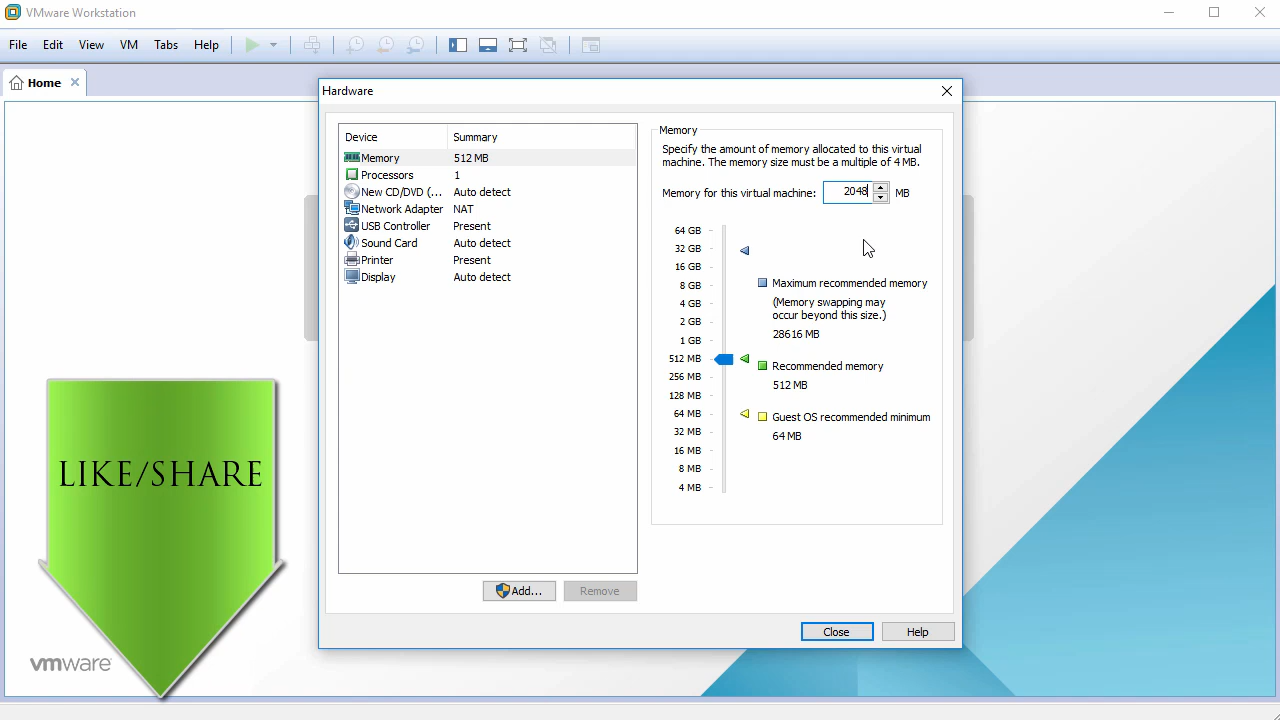 VMware Workstation
File Edit View VM Tabs Help
Home
Hardware
Device Summary
Memory 512 MB
Processors 1
New CD/DVD (... Auto detect
Network Adapter NAT
USB Controller Present
Sound Card Auto detect
Printer Present
Display Auto detect
Add... Remove
Memory
Specify the amount of memory allocated to this virtual
machine. The memory size must be a multiple of 4 MB.
Memory for this virtual machine: 2048 MB
64 GB
32 GB
16 GB
8 GB
4 GB
2 GB
1 GB
512 MB
256 MB
128 MB
64 MB
32 MB
16 MB
8 MB
4 MB
Maximum recommended memory
(Memory swapping may
occur beyond this size.)
28616 MB
Recommended memory
512 MB
Guest OS recommended minimum
64 MB
Close Help
LIKE/SHARE
vmware